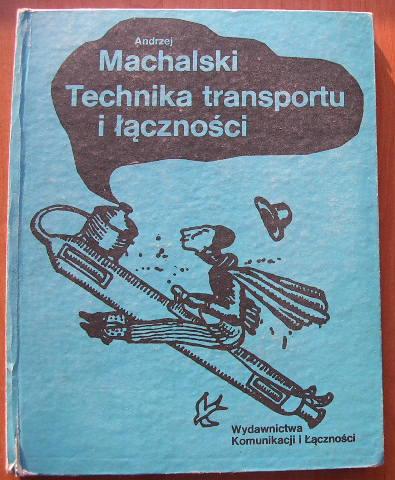 Andrzej
Machalski
Technika transportu
i łączności
Wydawnictwa
Komunikacji i Łączności